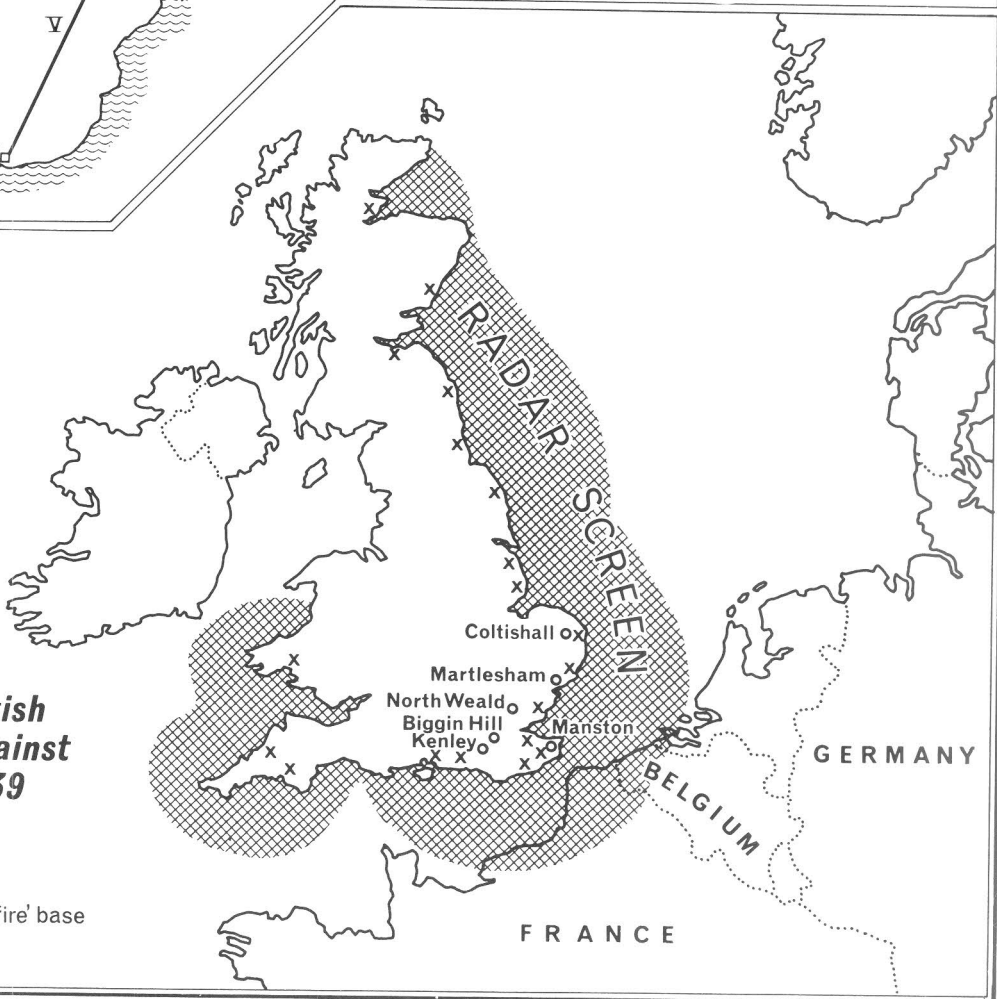 V
RADAR SCREEN
Coltishall
Martlesham
North Weald
Biggin Hill
Kenley
Manston
GERMANY
BELGIUM
ish
ainst
39
fire' base
FRANCE